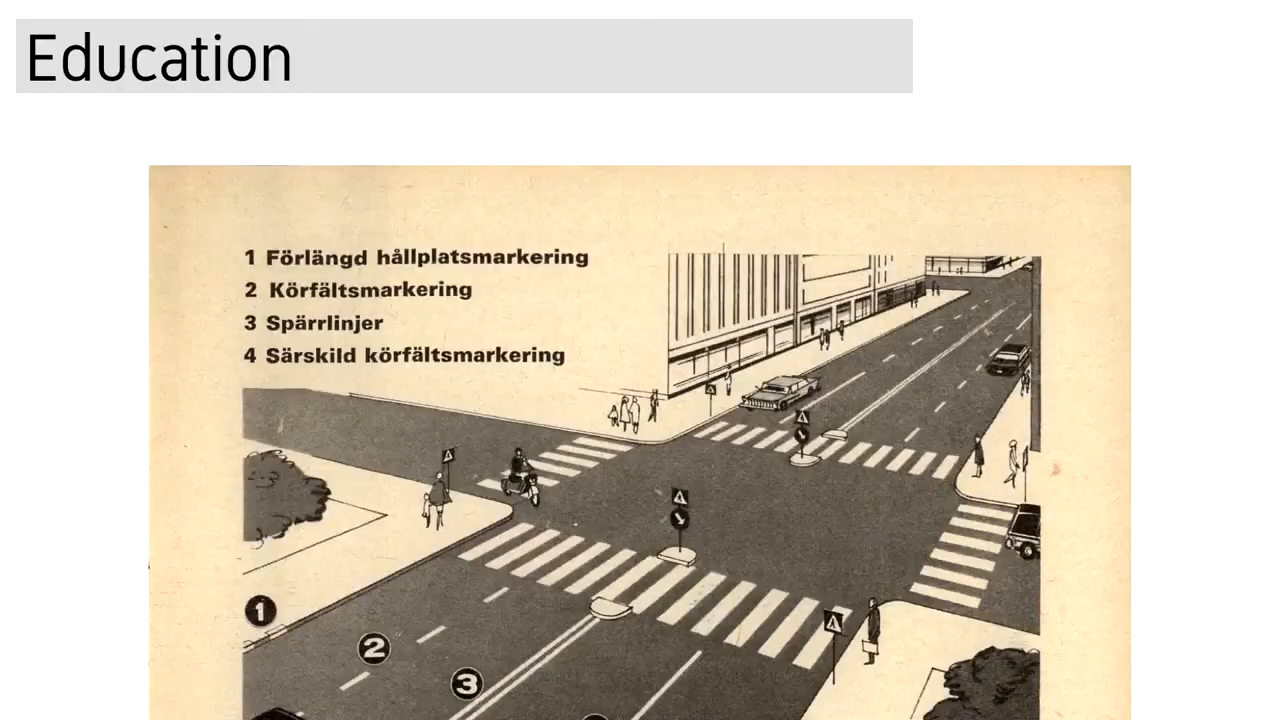 Education
1 Förlängd hållplatsmarkering
2 Körfältsmarkering
3 Spärrlinjer
4 Särskild körfältsmarkering
1
2
3